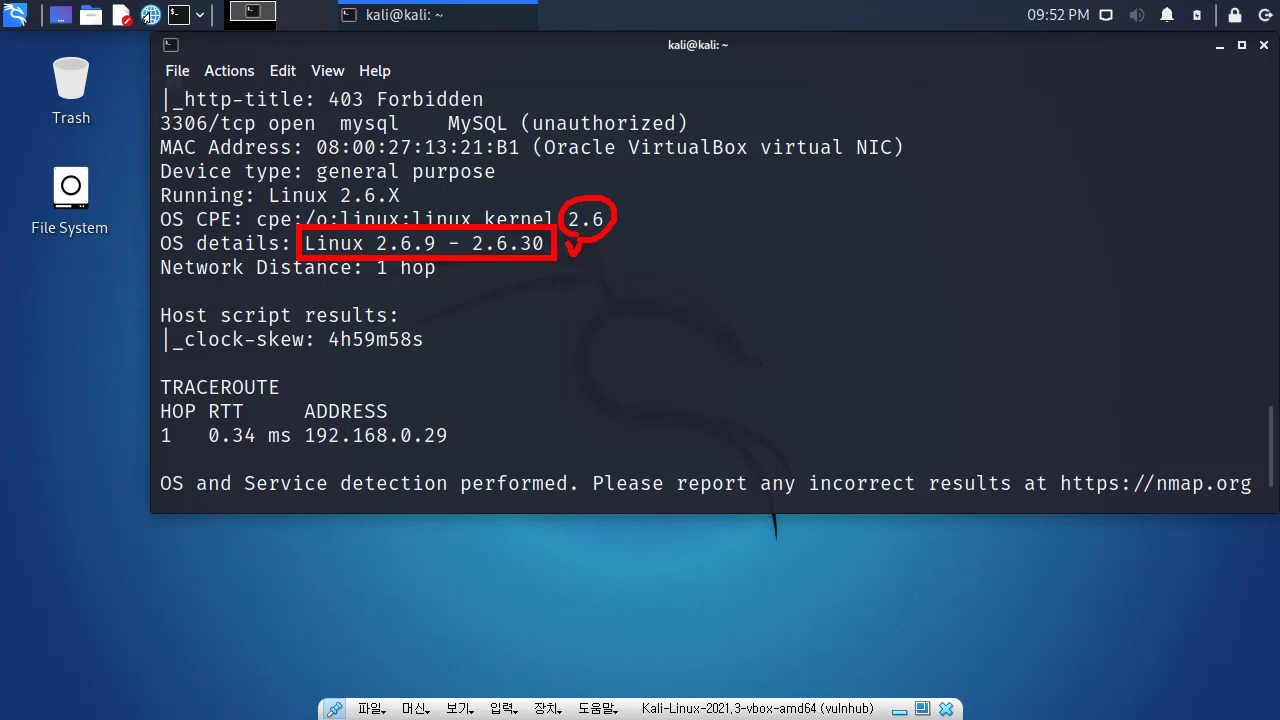 kali@kali: ~
09:52 PM
Trash
File System
kali@kali: ~
File Actions Edit View Help
|_http-title: 403 Forbidden
3306/tcp open  mysql    MySQL (unauthorized)
MAC Address: 08:00:27:13:21:B1 (Oracle VirtualBox virtual NIC)
Device type: general purpose
Running: Linux 2.6.X
OS CPE: cpe:/o:linux:linux_kernel:2.6
OS details: Linux 2.6.9 - 2.6.30
Network Distance: 1 hop
Host script results:
|_clock-skew: 4h59m58s
TRACEROUTE
HOP RTT     ADDRESS
1   0.34 ms 192.168.0.29
OS and Service detection performed. Please report any incorrect results at https://nmap.org
파일 머신 보기 입력 장치 도움말 Kali-Linux-2021.3-vbox-amd64 (vulnhub)